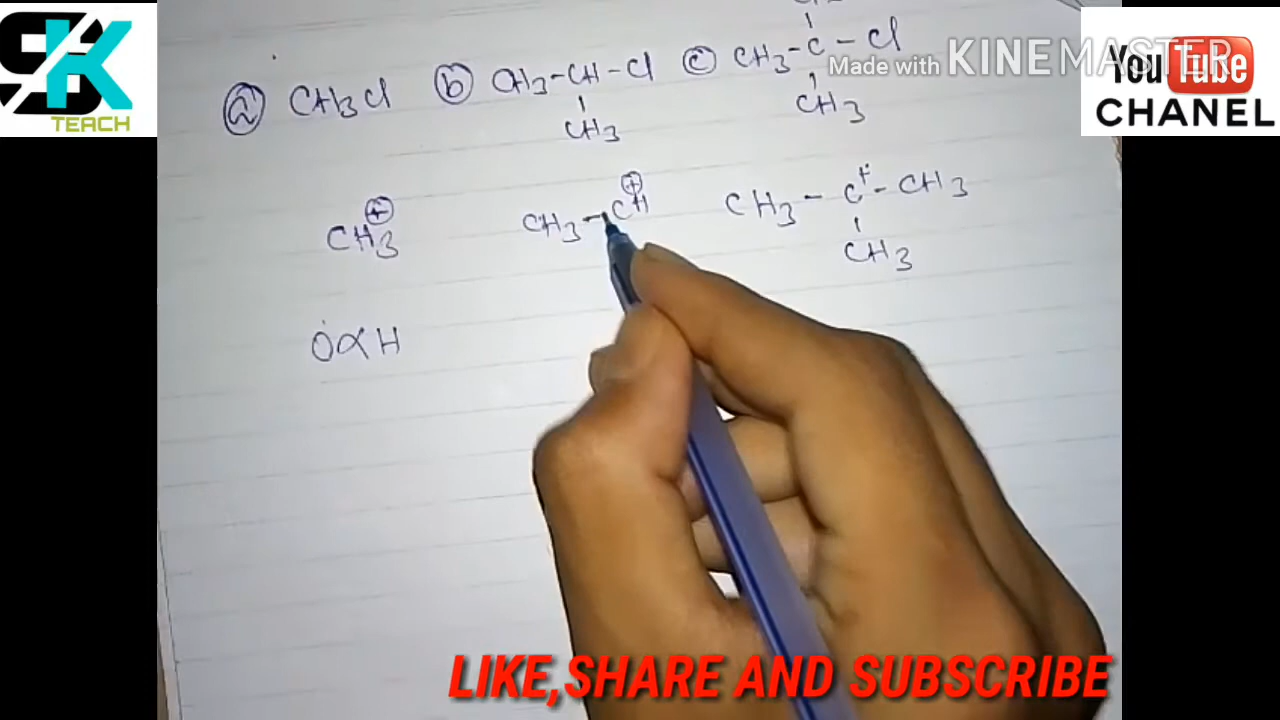 SK
TEACH
Made with KINEMASTER
YouTube
CHANEL
ⓐ CH₃Cl ⓑ CH₃-CH-Cl ⓒ CH₃-C-Cl
CH₃ CH₃
CH₃⊕ CH₃-CH⊕ CH₃-C⁺-CH₃
CH₃
0αH
LIKE,SHARE AND SUBSCRIBE